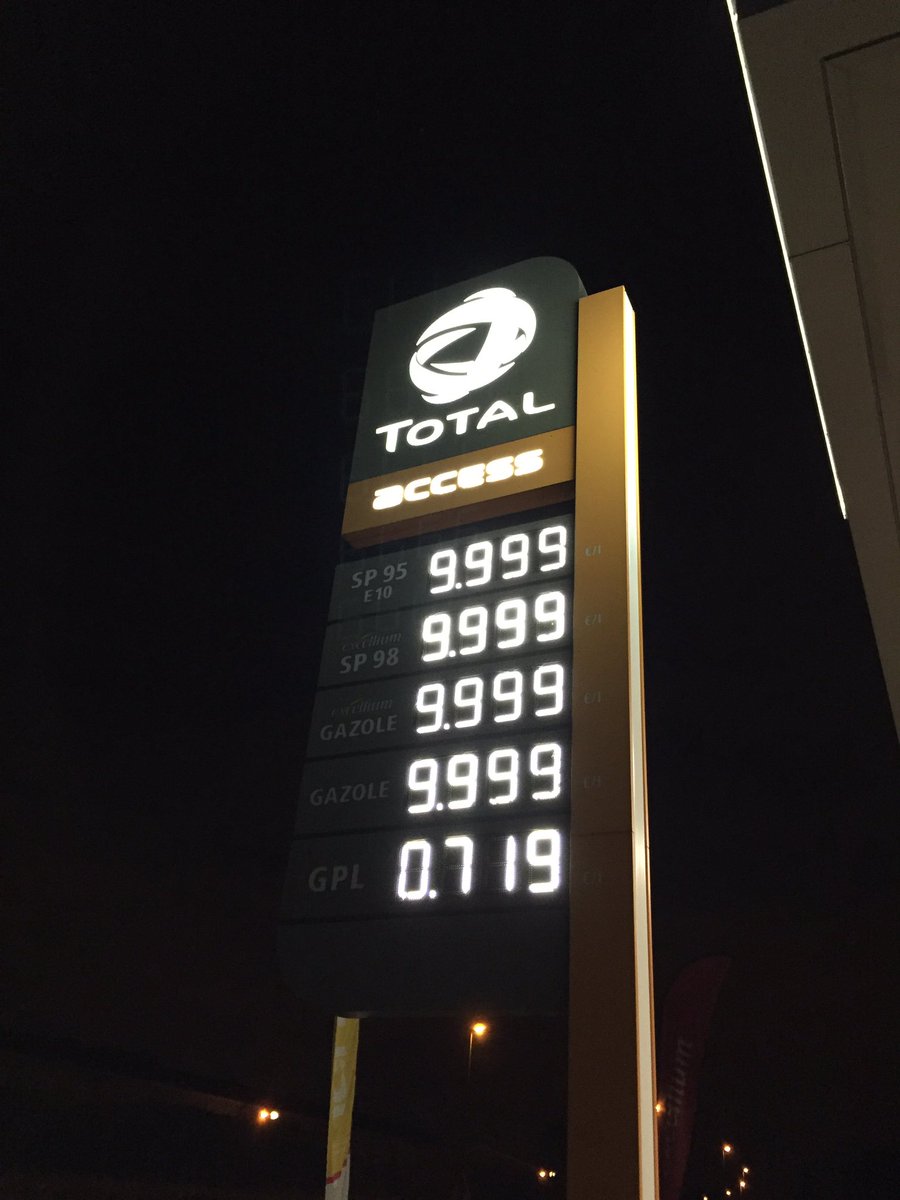 TOTAL
access
SP 95 E10 9.999 €/l
excellium SP 98 9.999 €/l
excellium GAZOLE 9.999 €/l
GAZOLE 9.999 €/l
GPL 0.719 €/l